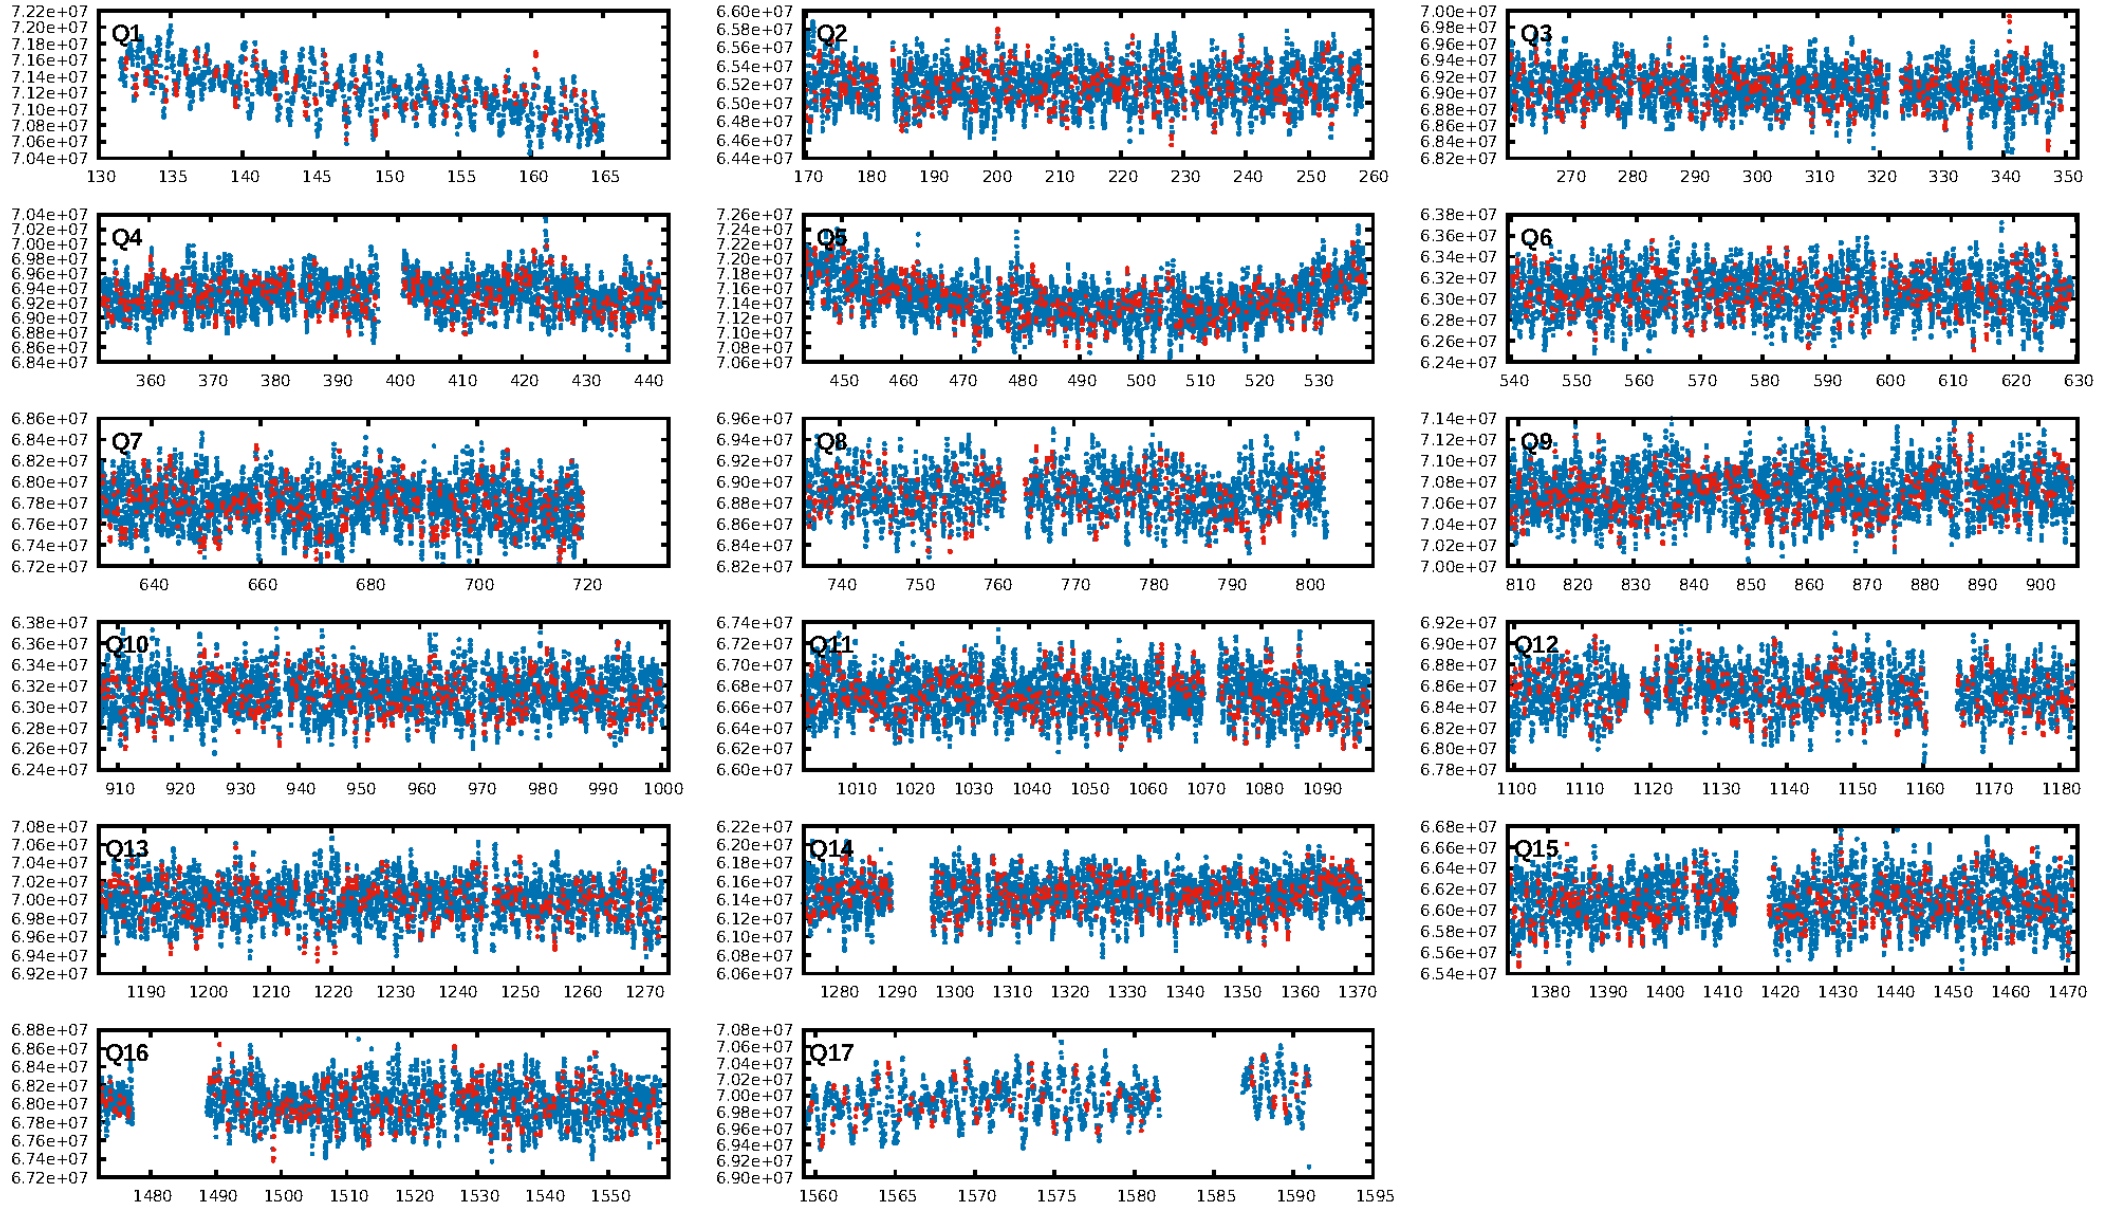 7.22e+07
7.20e+07
7.18e+07
7.16e+07
7.14e+07
7.12e+07
7.10e+07
7.08e+07
7.06e+07
7.04e+07
Q1
130 135 140 145 150 155 160 165
6.60e+07
6.58e+07
6.56e+07
6.53e+07
6.52e+07
6.50e+07
6.48e+07
6.46e+07
6.44e+07
Q2
170 180 190 200 210 220 230 240 250 260
7.00e+07
6.98e+07
6.96e+07
6.94e+07
6.92e+07
6.90e+07
6.88e+07
6.86e+07
6.84e+07
6.82e+07
Q3
270 280 290 300 310 320 330 340 350
7.04e+07
7.02e+07
7.00e+07
6.98e+07
6.96e+07
6.94e+07
6.92e+07
6.90e+07
6.88e+07
6.86e+07
6.84e+07
Q4
360 370 380 390 400 410 420 430 440
7.26e+07
7.24e+07
7.22e+07
7.20e+07
7.18e+07
7.16e+07
7.14e+07
7.12e+07
7.10e+07
7.08e+07
7.06e+07
Q5
450 460 470 480 490 500 510 520 530
6.38e+07
6.36e+07
6.34e+07
6.33e+07
6.30e+07
6.28e+07
6.26e+07
6.24e+07
Q6
540 550 560 570 580 590 600 610 620 630
6.86e+07
6.84e+07
6.82e+07
6.80e+07
6.78e+07
6.76e+07
6.74e+07
6.72e+07
Q7
640 660 680 700 720
6.96e+07
6.94e+07
6.92e+07
6.90e+07
6.88e+07
6.86e+07
6.84e+07
6.82e+07
Q8
740 750 760 770 780 790 800
7.14e+07
7.12e+07
7.10e+07
7.08e+07
7.06e+07
7.04e+07
7.02e+07
7.00e+07
Q9
810 820 830 840 850 860 870 880 890 900
6.38e+07
6.36e+07
6.34e+07
6.32e+07
6.31e+07
6.28e+07
6.26e+07
6.24e+07
Q10
910 920 930 940 950 960 970 980 990 1000
6.74e+07
6.72e+07
6.70e+07
6.68e+07
6.66e+07
6.64e+07
6.62e+07
6.60e+07
Q11
1010 1020 1030 1040 1050 1060 1070 1080 1090
6.92e+07
6.90e+07
6.88e+07
6.86e+07
6.84e+07
6.82e+07
6.80e+07
6.78e+07
Q12
1100 1110 1120 1130 1140 1150 1160 1170 1180
7.08e+07
7.06e+07
7.04e+07
7.02e+07
7.00e+07
6.98e+07
6.96e+07
6.94e+07
6.92e+07
Q13
1190 1200 1210 1220 1230 1240 1250 1260 1270
6.22e+07
6.20e+07
6.18e+07
6.16e+07
6.14e+07
6.12e+07
6.10e+07
6.08e+07
6.06e+07
Q14
1280 1290 1300 1310 1320 1330 1340 1350 1360 1370
6.68e+07
6.66e+07
6.64e+07
6.62e+07
6.60e+07
6.58e+07
6.56e+07
6.54e+07
Q15
1380 1390 1400 1410 1420 1430 1440 1450 1460 1470
6.88e+07
6.86e+07
6.84e+07
6.82e+07
6.80e+07
6.78e+07
6.76e+07
6.74e+07
6.72e+07
Q16
1480 1490 1500 1510 1520 1530 1540 1550
7.08e+07
7.06e+07
7.04e+07
7.02e+07
7.00e+07
6.98e+07
6.96e+07
6.94e+07
6.92e+07
6.90e+07
Q17
1560 1565 1570 1575 1580 1585 1590 1595